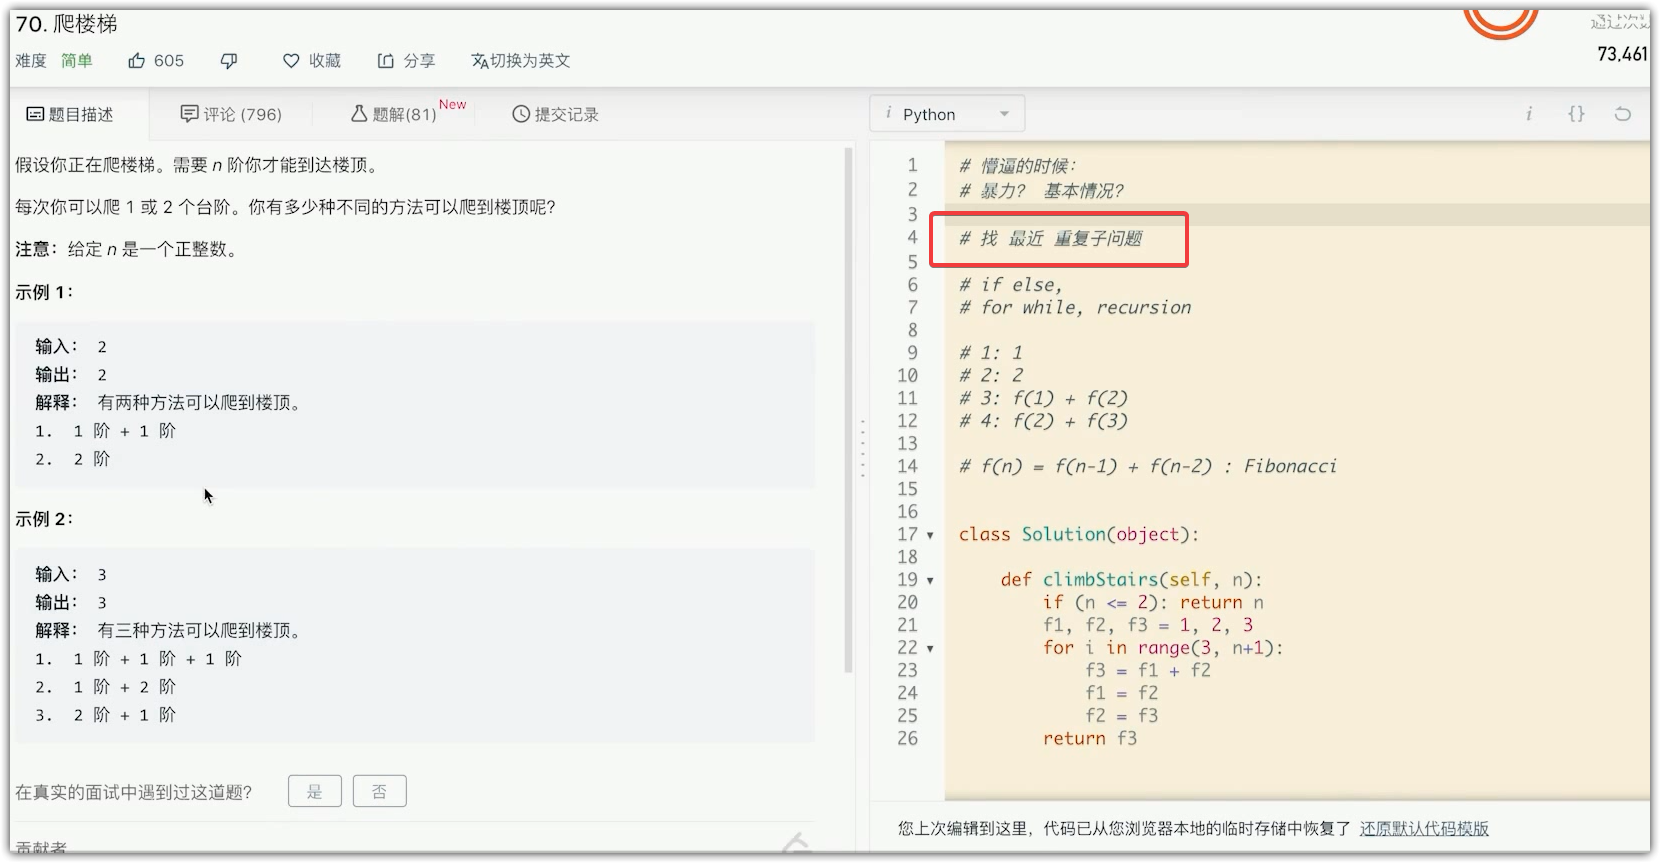 70. 爬楼梯
难度 简单 605 收藏 分享 切换为英文
73,461
题目描述 评论 (796) 题解(81) New 提交记录
假设你正在爬楼梯。需要 n 阶你才能到达楼顶。
每次你可以爬 1 或 2 个台阶。你有多少种不同的方法可以爬到楼顶呢？
注意：给定 n 是一个正整数。
示例 1：
输入： 2
输出： 2
解释： 有两种方法可以爬到楼顶。
1. 1 阶 + 1 阶
2. 2 阶
示例 2：
输入： 3
输出： 3
解释： 有三种方法可以爬到楼顶。
1. 1 阶 + 1 阶 + 1 阶
2. 1 阶 + 2 阶
3. 2 阶 + 1 阶
在真实的面试中遇到过这道题？ 是 否
贡献者
i Python i {}
1 # 懵逼的时候：
2 # 暴力？ 基本情况？
3
4 # 找 最近 重复子问题
5
6 # if else,
7 # for while, recursion
8
9 # 1: 1
10 # 2: 2
11 # 3: f(1) + f(2)
12 # 4: f(2) + f(3)
13
14 # f(n) = f(n-1) + f(n-2) : Fibonacci
15
16
17 class Solution(object):
18
19 def climbStairs(self, n):
20 if (n <= 2): return n
21 f1, f2, f3 = 1, 2, 3
22 for i in range(3, n+1):
23 f3 = f1 + f2
24 f1 = f2
25 f2 = f3
26 return f3
您上次编辑到这里，代码已从您浏览器本地的临时存储中恢复了 还原默认代码模版